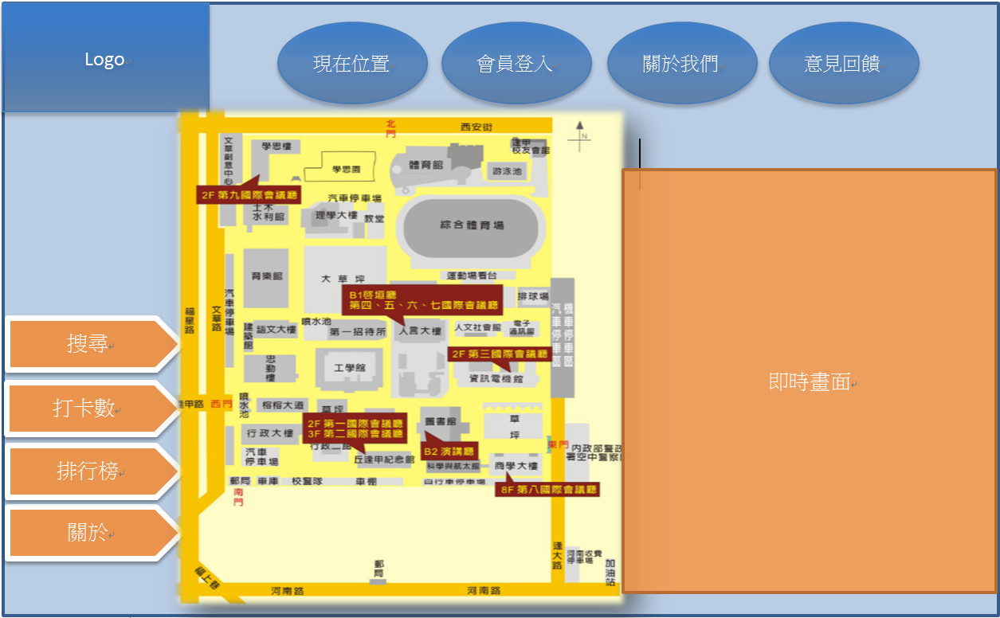 Logo
現在位置
會員登入
關於我們
意見回饋
北門
西安街
N
文華創意中心
學思樓
學思園
體育館
逢甲
校友會館
游泳池
2F 第九國際會議廳
土木
水利館
汽車停車場
理學大樓
教堂
綜合體育場
運動場看台
育樂館
大草坪
汽車停車場
B1啓垣廳
第四、五、六、七國際會議廳
排球場
汽車停車區
機車停車區
福星路
文華路
建築館
語文大樓
噴水池
第一招待所
人言大樓
人文社會館
電子
通訊館
忠勤樓
工學館
2F 第三國際會議廳
資訊電機館
搜尋
打卡數
排行榜
關於
即時畫面
逢甲路
西門
噴水池
榕榕大道
草坪
2F 第一國際會議廳
3F 第二國際會議廳
圖書館
草坪
行政大樓
行政二館
汽車
停車場
丘逢甲紀念館
B2 演講廳
科學與航太館
商學大樓
東門
內政部警政
署空中警察
郵局
車庫
校警隊
車棚
自行車停車場
8F 第八國際會議廳
南門
逢大路
河南收費
停車場
加油站
郵局
福上巷
河南路
河南路